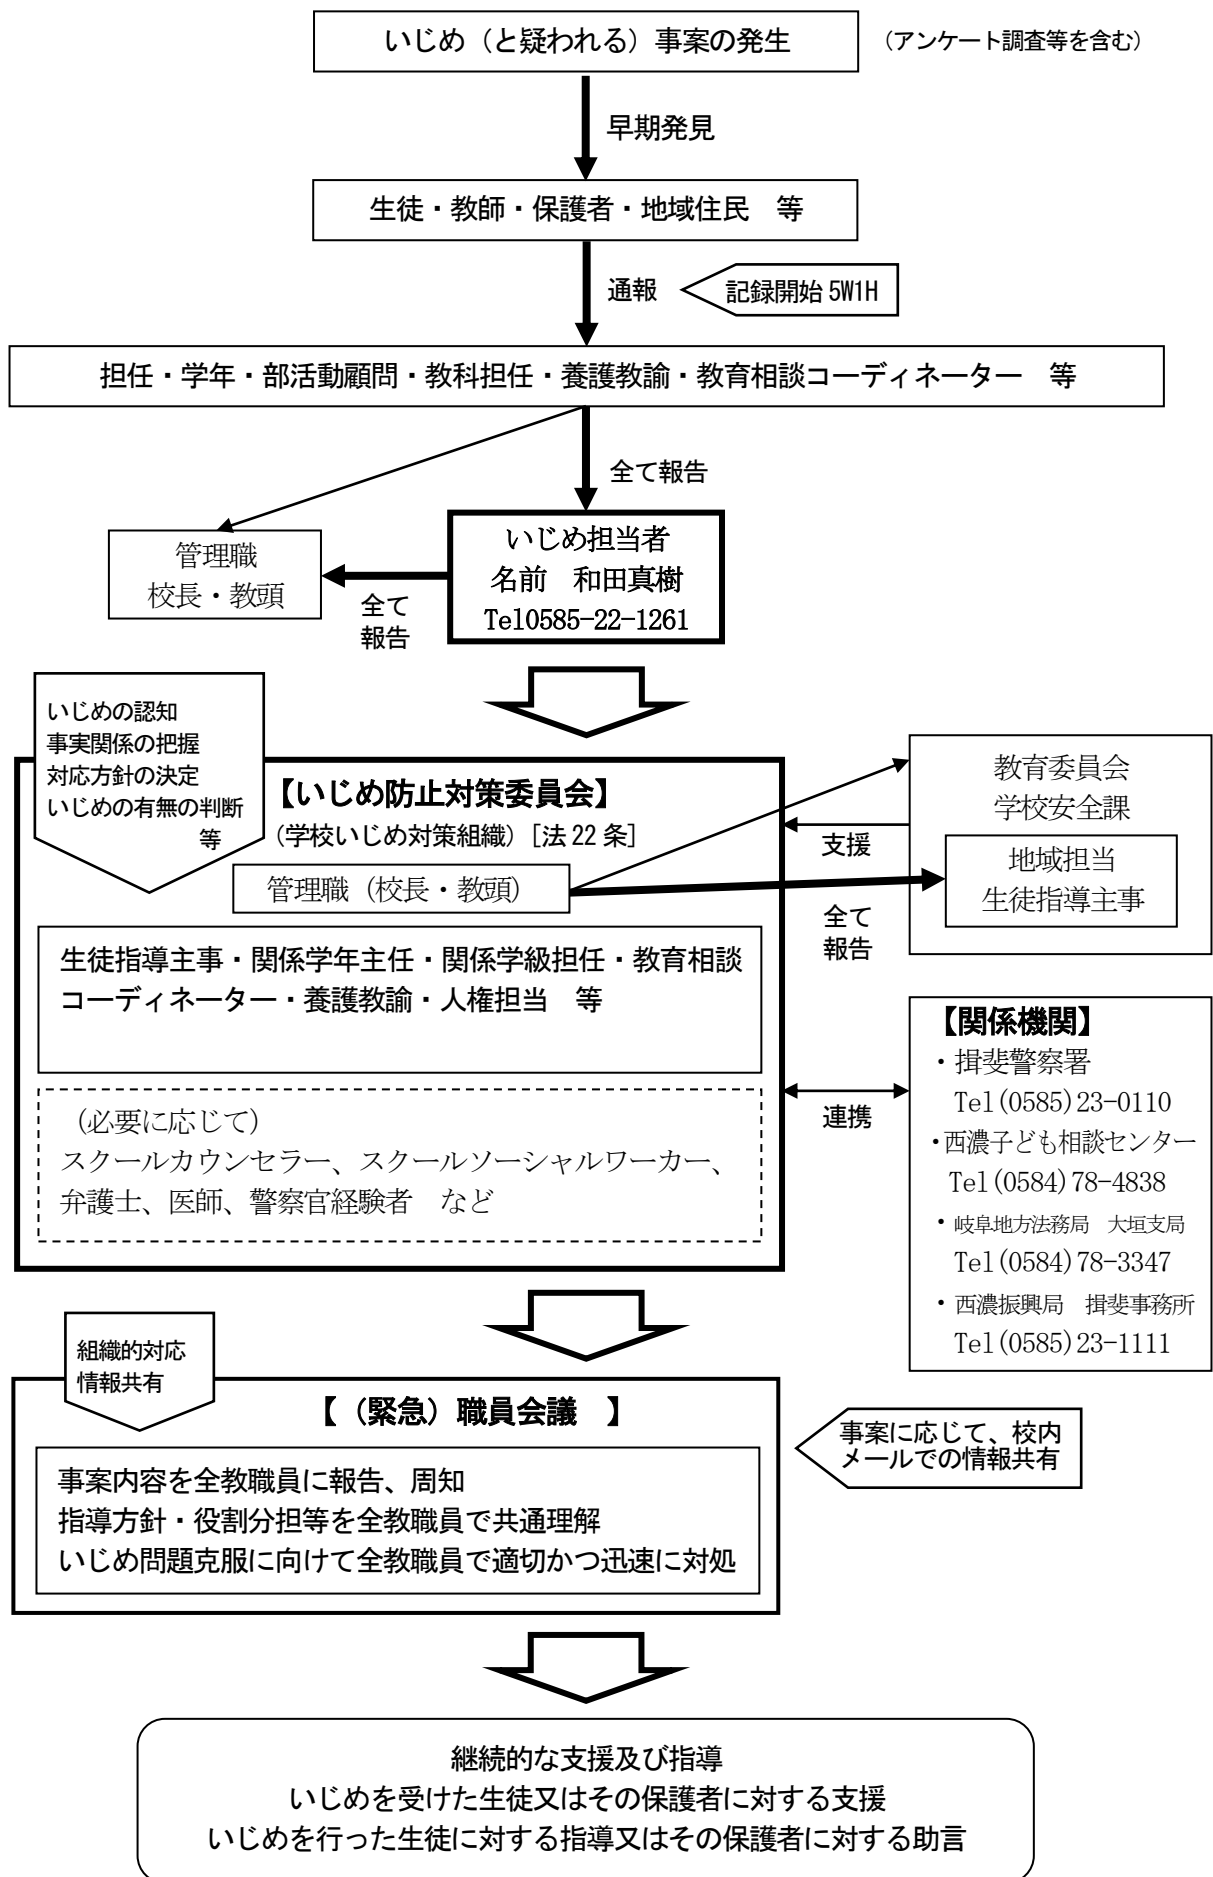 いじめ（と疑われる）事案の発生
（アンケート調査等を含む）
早期発見
生徒・教師・保護者・地域住民　等
通報
記録開始 5W1H
担任・学年・部活動顧問・教科担任・養護教諭・教育相談コーディネーター　等
全て報告
管理職
校長・教頭
全て
報告
いじめ担当者
名前　和田真樹
Tel0585-22-1261
いじめの認知
事実関係の把握
対応方針の決定
いじめの有無の判断
等
【いじめ防止対策委員会】
（学校いじめ対策組織）［法 22 条］
管理職（校長・教頭）
生徒指導主事・関係学年主任・関係学級担任・教育相談
コーディネーター・養護教諭・人権担当　等
（必要に応じて）
スクールカウンセラー、スクールソーシャルワーカー、
弁護士、医師、警察官経験者　など
教育委員会
学校安全課
支援
地域担当
生徒指導主事
全て
報告
連携
【関係機関】
・揖斐警察署
Tel(0585)23-0110
・西濃子ども相談センター
Tel(0584)78-4838
・岐阜地方法務局　大垣支局
Tel(0584)78-3347
・西濃振興局　揖斐事務所
Tel(0585)23-1111
組織的対応
情報共有
【（緊急）職員会議　】
事案内容を全教職員に報告、周知
指導方針・役割分担等を全教職員で共通理解
いじめ問題克服に向けて全教職員で適切かつ迅速に対処
事案に応じて、校内
メールでの情報共有
継続的な支援及び指導
いじめを受けた生徒又はその保護者に対する支援
いじめを行った生徒に対する指導又はその保護者に対する助言